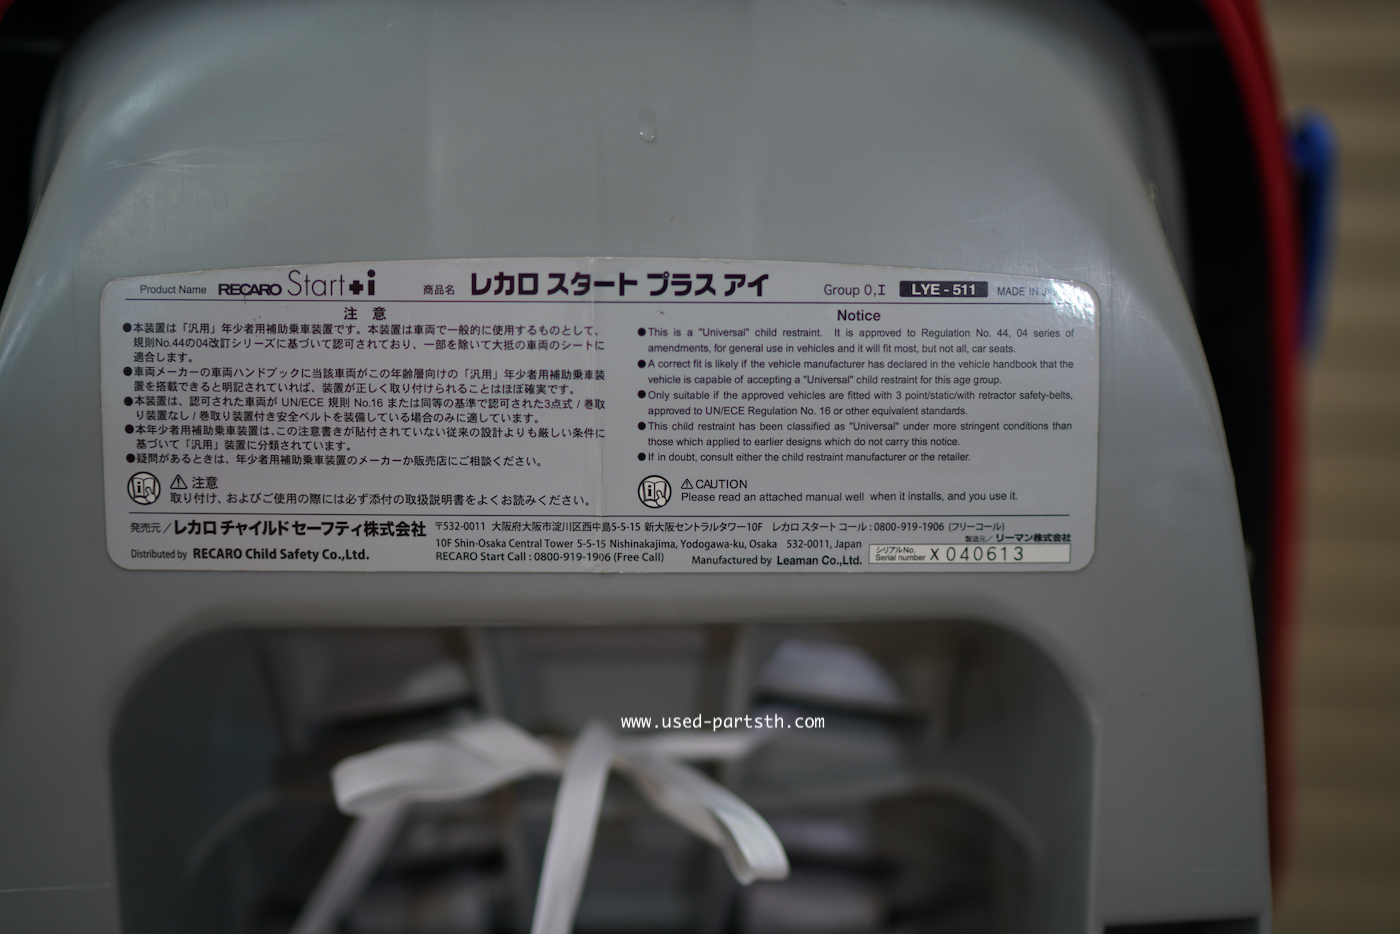 Product Name RECARO Start+i 商品名 レカロ スタート プラス アイ Group 0,I LYE - 511 MADE IN
注 意
●本装置は「汎用」年少者用補助乗車装置です。本装置は車両で一般的に使用するものとして、
規則No.44の04改訂シリーズに基づいて認可されており、一部を除いて大抵の車両のシートに
適合します。
●車両メーカーの車両ハンドブックに当該車両がこの年齢層向けの「汎用」年少者用補助乗車装
置を搭載できると明記されていれば、装置が正しく取り付けられることはほぼ確実です。
●本装置は、認可された車両が UN/ECE 規則 No.16 または同等の基準で認可された3点式 / 巻取
り装置なし / 巻取り装置付き安全ベルトを装備している場合のみに適しています。
●本年少者用補助乗車装置は、この注意書きが貼付されていない従来の設計よりも厳しい条件に
基づいて「汎用」装置に分類されています。
●疑問があるときは、年少者用補助乗車装置のメーカーか販売店にご相談ください。
⚠ 注意
取り付け、およびご使用の際には必ず添付の取扱説明書をよくお読みください。
Notice
●This is a "Universal" child restraint. It is approved to Regulation No. 44, 04 series of
amendments, for general use in vehicles and it will fit most, but not all, car seats.
●A correct fit is likely if the vehicle manufacturer has declared in the vehicle handbook that the
vehicle is capable of accepting a "Universal" child restraint for this age group.
●Only suitable if the approved vehicles are fitted with 3 point/static/with retractor safety-belts,
approved to UN/ECE Regulation No. 16 or other equivalent standards.
●This child restraint has been classified as "Universal" under more stringent conditions than
those which applied to earlier designs which do not carry this notice.
●If in doubt, consult either the child restraint manufacturer or the retailer.
⚠CAUTION
Please read an attached manual well when it installs, and you use it.
発売元／レカロ チャイルド セーフティ株式会社
Distributed by RECARO Child Safety Co.,Ltd.
〒532-0011 大阪府大阪市淀川区西中島5-5-15 新大阪セントラルタワー10F レカロ スタート コール : 0800-919-1906 (フリーコール)
10F Shin-Osaka Central Tower 5-5-15 Nishinakajima, Yodogawa-ku, Osaka 532-0011, Japan
RECARO Start Call : 0800-919-1906 (Free Call)
製造元／リーマン株式会社
Manufactured by Leaman Co.,Ltd.
シリアルNo.
Serial number X 040613
www.used-partsth.com